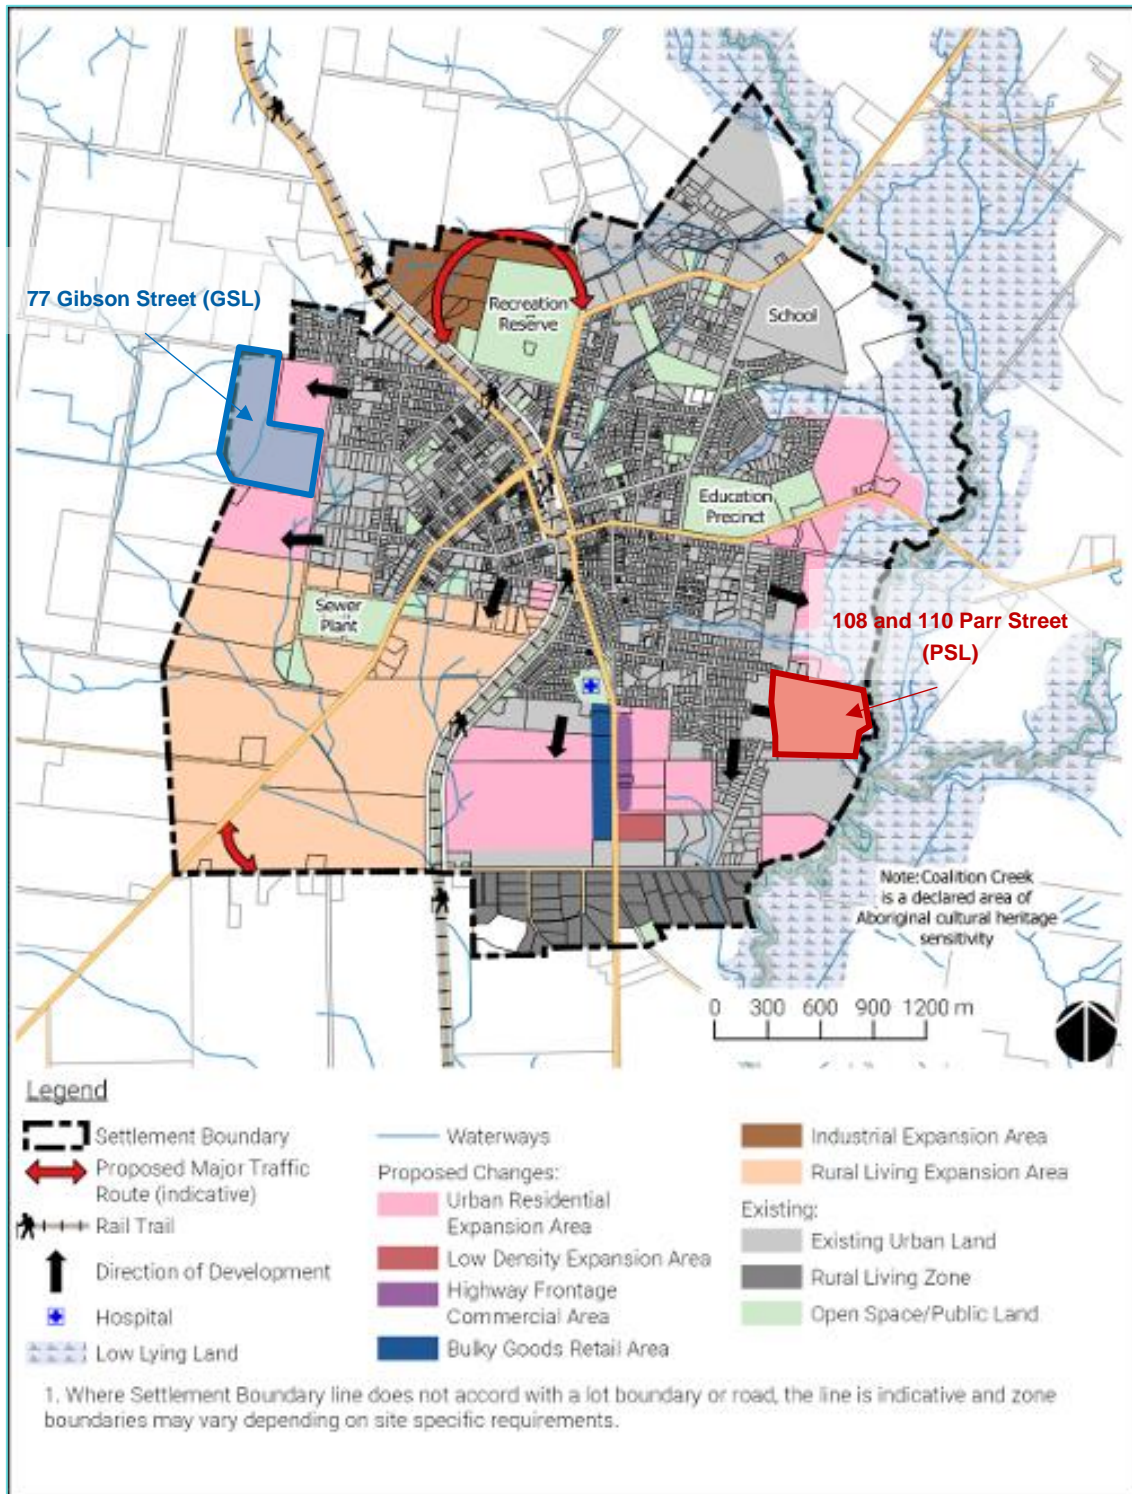 77 Gibson Street (GSL)
Recreation
Reserve
School
Education
Precinct
Sewer
Plant
108 and 110 Parr Street
(PSL)
Note: Coalition Creek
is a declared area of
Aboriginal cultural heritage
sensitivity
0 300 600 900 1200 m
Legend
Settlement Boundary
Proposed Major Traffic
Route (indicative)
Rail Trail
Direction of Development
Hospital
Low Lying Land
Waterways
Proposed Changes:
Urban Residential
Expansion Area
Low Density Expansion Area
Highway Frontage
Commercial Area
Bulky Goods Retail Area
Industrial Expansion Area
Rural Living Expansion Area
Existing:
Existing Urban Land
Rural Living Zone
Open Space/Public Land
1. Where Settlement Boundary line does not accord with a lot boundary or road, the line is indicative and zone
boundaries may vary depending on site specific requirements.